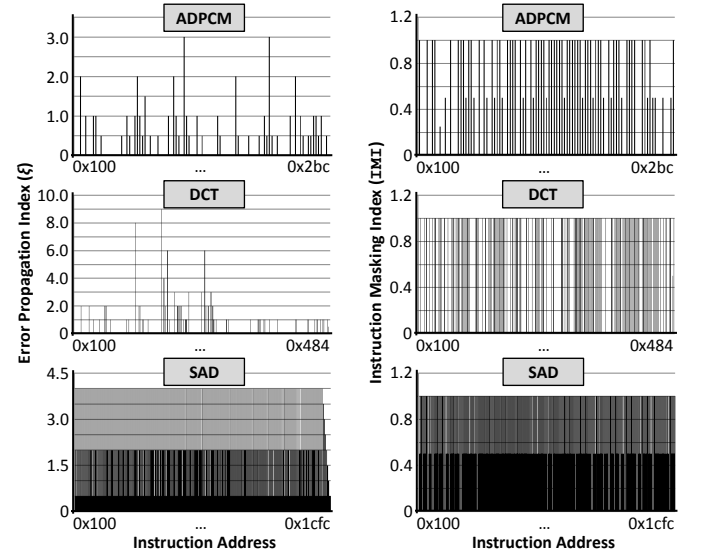 ADPCM
3.0
2.0
1.0
0
0x100 ... 0x2bc
ADPCM
1.2
0.8
0.4
0
0x100 ... 0x2bc
Error Propagation Index (ξ)
DCT
10.0
8.0
6.0
4.0
2.0
0
0x100 ... 0x484
Instruction Masking Index (IMI)
DCT
1.2
0.8
0.4
0
0x100 ... 0x484
SAD
4.5
3.0
1.5
0
0x100 ... 0x1cfc
Instruction Address
SAD
1.2
0.8
0.4
0
0x100 ... 0x1cfc
Instruction Address